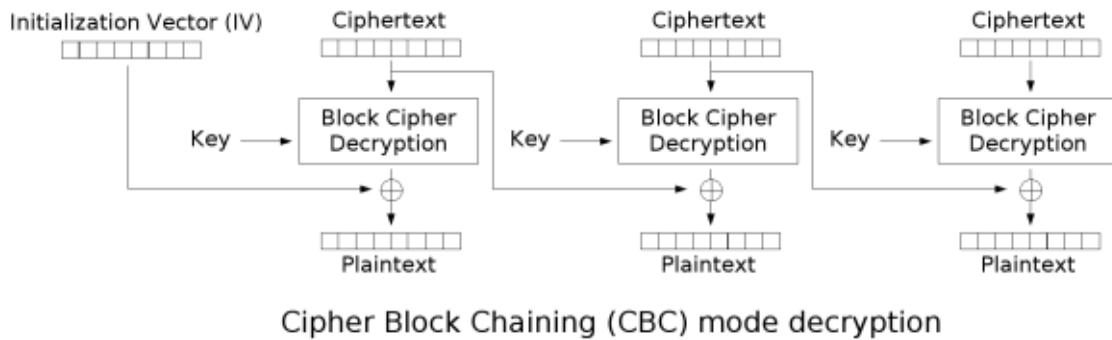 Initialization Vector (IV)
Ciphertext
Ciphertext
Ciphertext
Key
Block Cipher
Decryption
Key
Block Cipher
Decryption
Key
Block Cipher
Decryption
Plaintext
Plaintext
Plaintext
Cipher Block Chaining (CBC) mode decryption